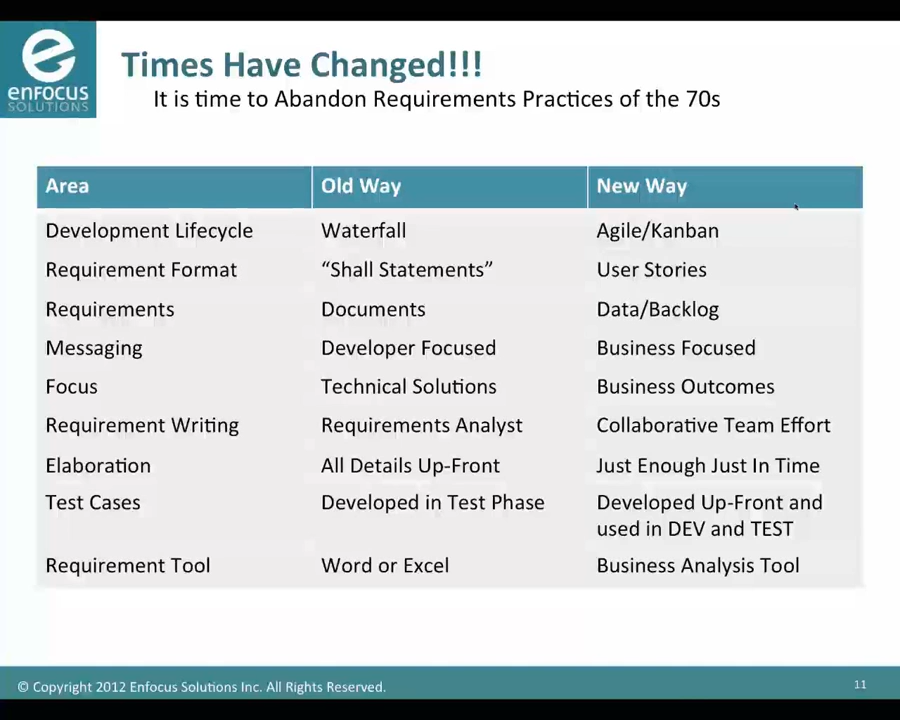 enfocus
SOLUTIONS
Times Have Changed!!!
It is time to Abandon Requirements Practices of the 70s
Area Old Way New Way
Development Lifecycle Waterfall Agile/Kanban
Requirement Format “Shall Statements” User Stories
Requirements Documents Data/Backlog
Messaging Developer Focused Business Focused
Focus Technical Solutions Business Outcomes
Requirement Writing Requirements Analyst Collaborative Team Effort
Elaboration All Details Up-Front Just Enough Just In Time
Test Cases Developed in Test Phase Developed Up-Front and
used in DEV and TEST
Requirement Tool Word or Excel Business Analysis Tool
© Copyright 2012 Enfocus Solutions Inc. All Rights Reserved. 11